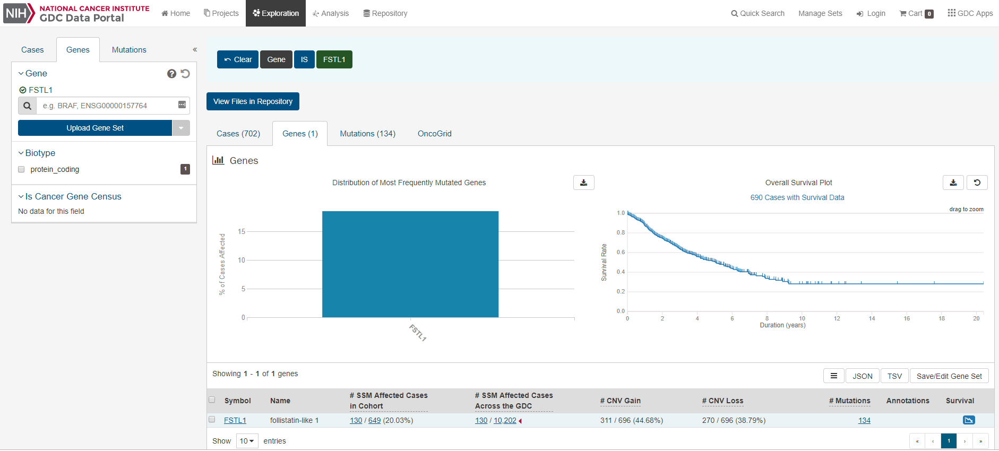 NIH NATIONAL CANCER INSTITUTE
GDC Data Portal
Home Projects Exploration Analysis Repository
Quick Search Manage Sets Login Cart 0 GDC Apps
Cases Genes Mutations «
Gene
FSTL1
e.g. BRAF, ENSG00000157764
Upload Gene Set
Biotype
protein_coding 1
Is Cancer Gene Census
No data for this field
Clear Gene IS FSTL1
View Files in Repository
Cases (702) Genes (1) Mutations (134) OncoGrid
Genes
Distribution of Most Frequently Mutated Genes
% of Cases Affected
15
10
5
0
FSTL1
Overall Survival Plot
690 Cases with Survival Data
drag to zoom
Survival Rate
1.0
0.8
0.6
0.4
0.2
0.0
0 2 4 6 8 10 12 14 16 18 20
Duration (years)
Showing 1 - 1 of 1 genes
JSON TSV Save/Edit Gene Set
Symbol Name # SSM Affected Cases in Cohort # SSM Affected Cases Across the GDC # CNV Gain # CNV Loss # Mutations Annotations Survival
FSTL1 follistatin-like 1 130 / 649 (20.03%) 130 / 10,202 311 / 696 (44.68%) 270 / 696 (38.79%) 134
Show 10 entries
« ‹ 1 › »